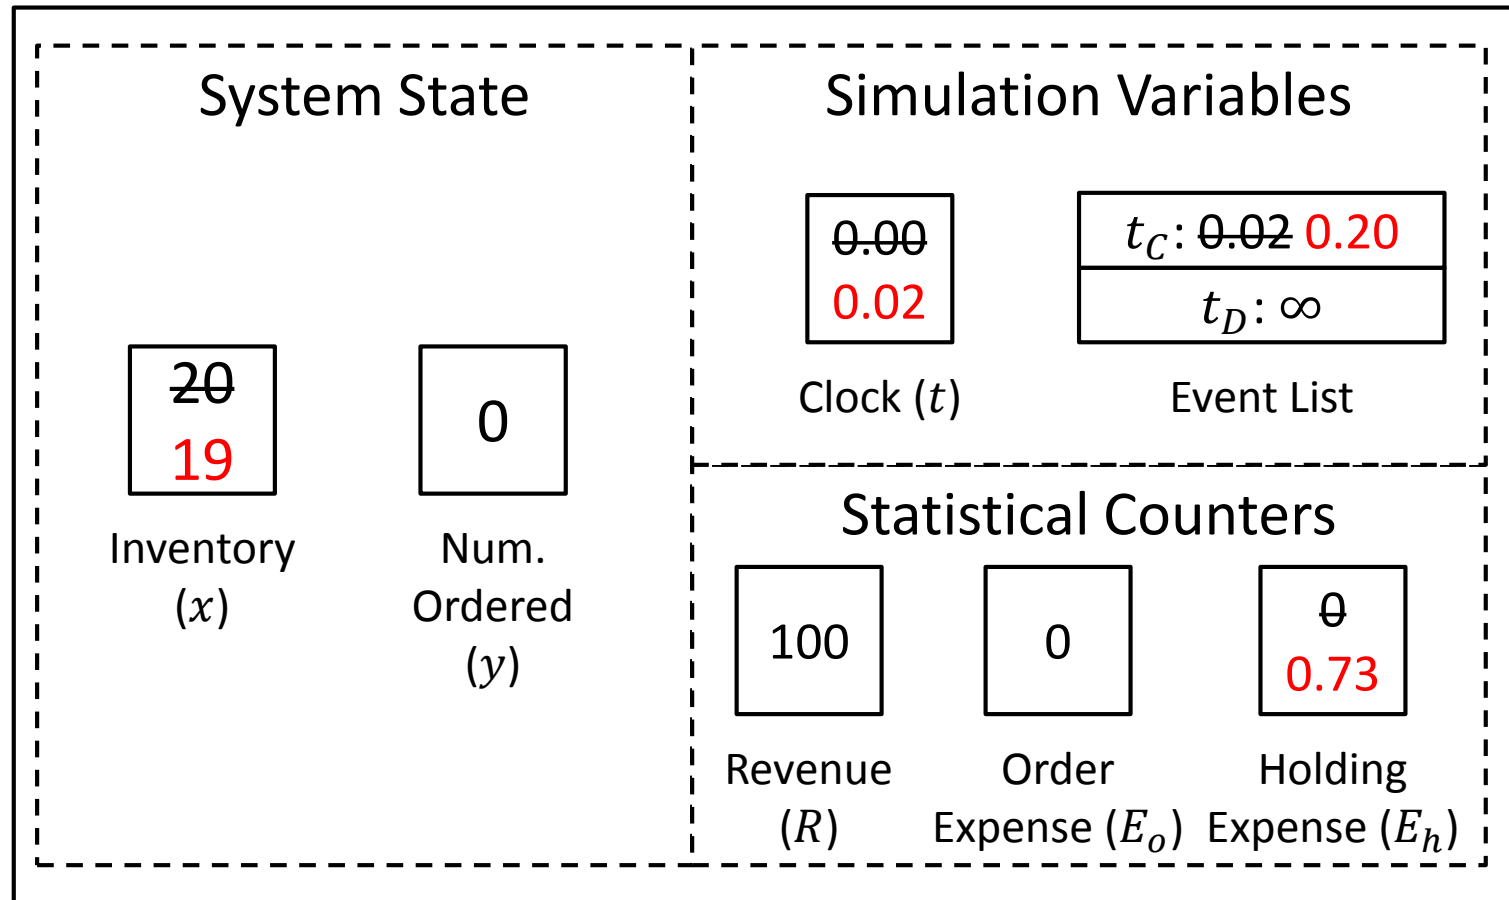 System State
20
19
Inventory
(x)
0
Num.
Ordered
(y)
Simulation Variables
0.00
0.02
Clock (t)
t_C: 0.02 0.20
t_D: ∞
Event List
Statistical Counters
100
Revenue
(R)
0
Order
Expense (E_o)
0
0.73
Holding
Expense (E_h)